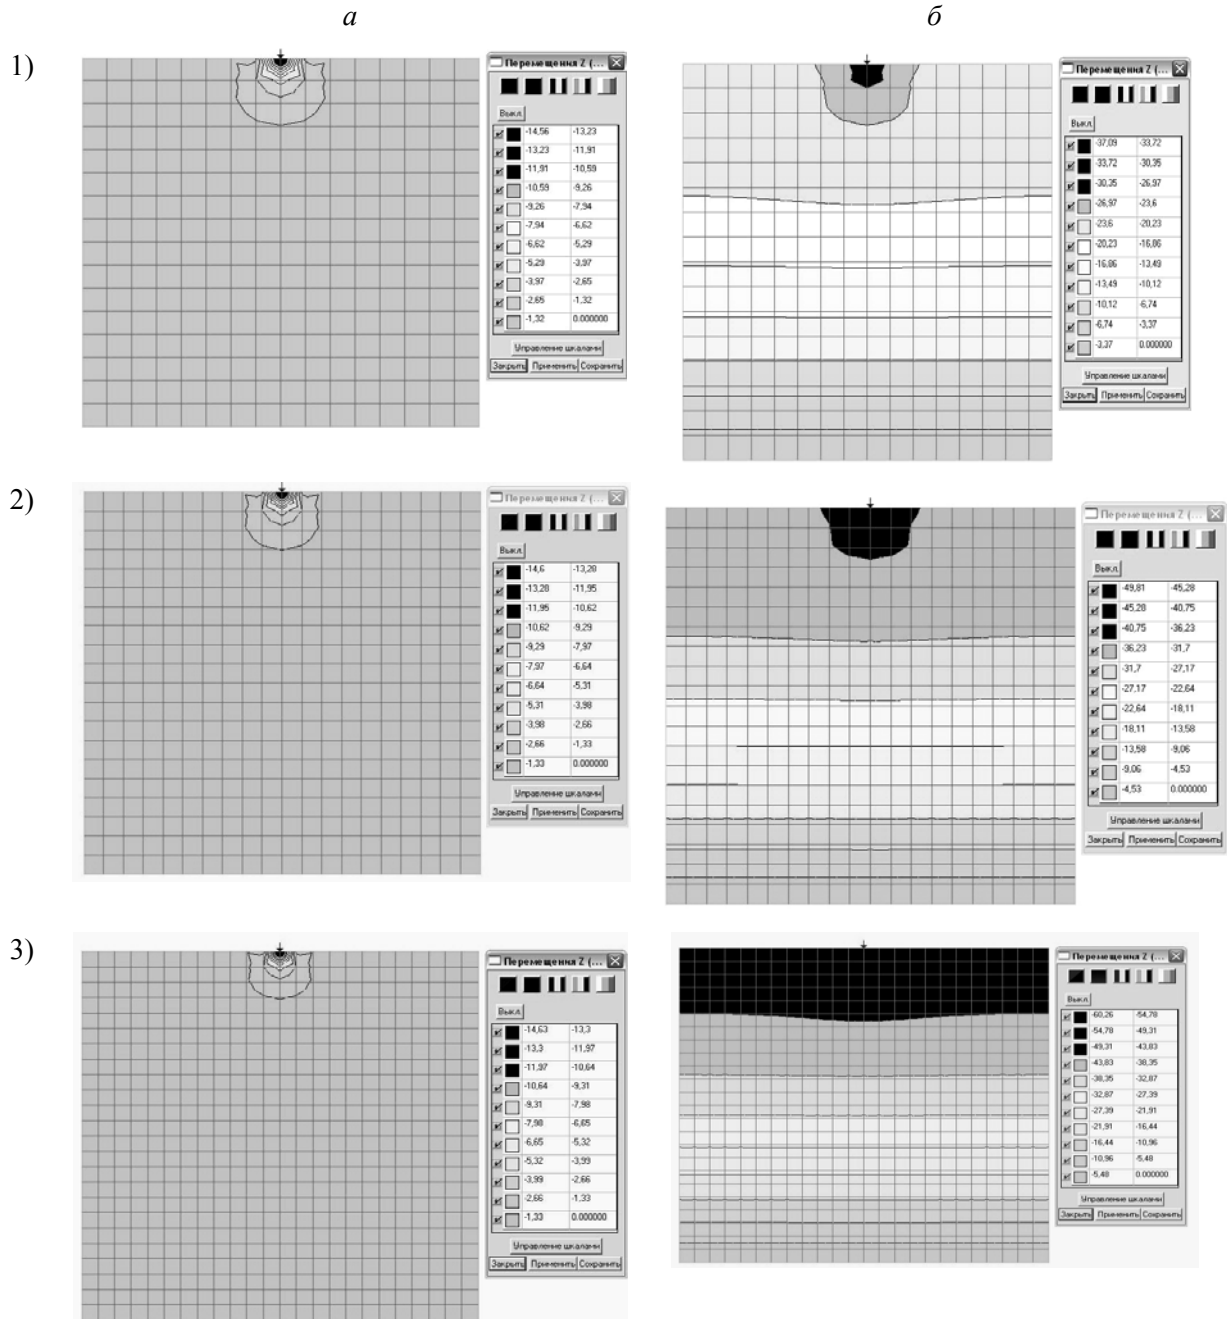 а
б
1)
Перемещения Z (...
Выкл.
-14,56 -13,23
-13,23 -11,91
-11,91 -10,59
-10,59 -9,26
-9,26 -7,94
-7,94 -6,62
-6,62 -5,29
-5,29 -3,97
-3,97 -2,65
-2,65 -1,32
-1,32 0.000000
Управление шкалами
Закрыть Применить Сохранить
Перемещения Z (...
Выкл.
-37,09 -33,72
-33,72 -30,35
-30,35 -26,97
-26,97 -23,6
-23,6 -20,23
-20,23 -16,86
-16,86 -13,49
-13,49 -10,12
-10,12 -6,74
-6,74 -3,37
-3,37 0.000000
Управление шкалами
Закрыть Применить Сохранить
2)
Перемещения Z (...
Выкл.
-14,6 -13,28
-13,28 -11,95
-11,95 -10,62
-10,62 -9,29
-9,29 -7,97
-7,97 -6,64
-6,64 -5,31
-5,31 -3,98
-3,98 -2,66
-2,66 -1,33
-1,33 0.000000
Управление шкалами
Закрыть Применить Сохранить
Перемещения Z (...
Выкл.
-49,81 -45,28
-45,28 -40,75
-40,75 -36,23
-36,23 -31,7
-31,7 -27,17
-27,17 -22,64
-22,64 -18,11
-18,11 -13,58
-13,58 -9,06
-9,06 -4,53
-4,53 0.000000
Управление шкалами
Закрыть Применить Сохранить
3)
Перемещения Z (...
Выкл.
-14,63 -13,3
-13,3 -11,97
-11,97 -10,64
-10,64 -9,31
-9,31 -7,98
-7,98 -6,65
-6,65 -5,32
-5,32 -3,99
-3,99 -2,66
-2,66 -1,33
-1,33 0.000000
Управление шкалами
Закрыть Применить Сохранить
Перемещения Z (...
Выкл.
-60,26 -54,78
-54,78 -49,31
-49,31 -43,83
-43,83 -38,35
-38,35 -32,87
-32,87 -27,39
-27,39 -21,91
-21,91 -16,44
-16,44 -10,96
-10,96 -5,48
-5,48 0.000000
Управление шкалами
Закрыть Применить Сохранить